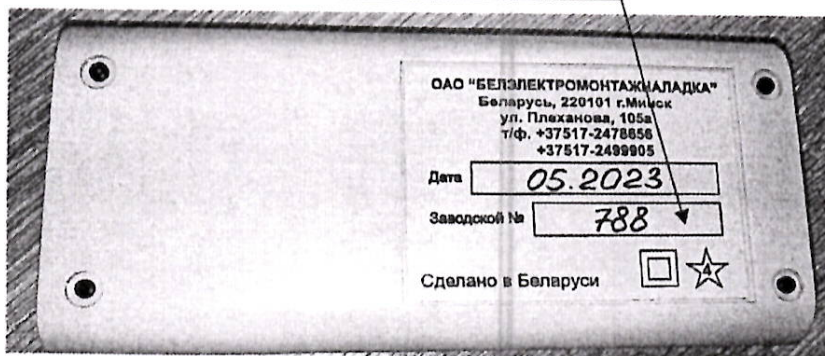 ОАО "БЕЛЭЛЕКТРОМОНТАЖНАЛАДКА"
Беларусь, 220101 г.Минск
ул. Плеханова, 105а
т/ф. +37517-2478656
+37517-2499905
Дата 05.2023
Заводской № 788
Сделано в Беларуси 4